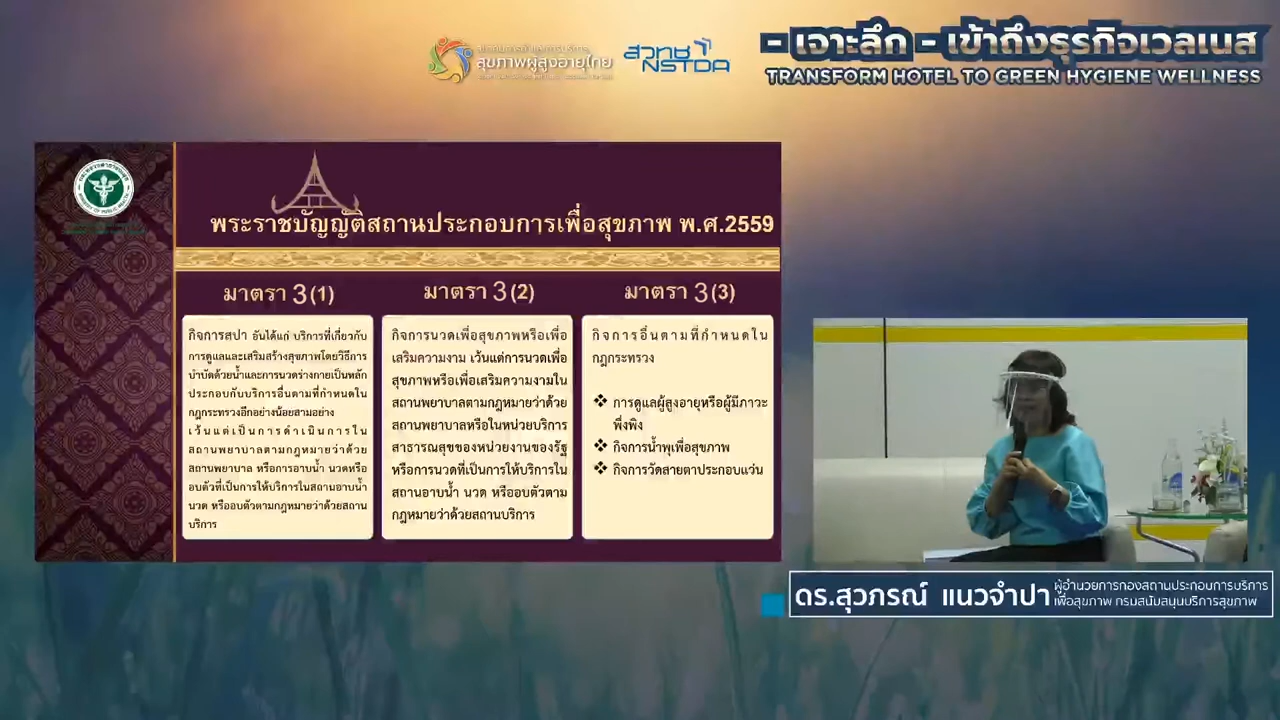 สุขภาพผู้สูงอายุไทย
สวทช
NSTDA
- เจาะลึก - เข้าถึงธุรกิจเวลเนส
TRANSFORM HOTEL TO GREEN HYGIENE WELLNESS
พระราชบัญญัติสถานประกอบการเพื่อสุขภาพ พ.ศ.2559
มาตรา 3(1)
กิจการสปา อันได้แก่ บริการที่เกี่ยวกับ
การดูแลและเสริมสร้างสุขภาพโดยวิธีการ
บำบัดด้วยน้ำและการนวดร่างกายเป็นหลัก
ประกอบกับบริการอื่นตามที่กำหนดใน
กฎกระทรวงอีกอย่างน้อยสามอย่าง
เว้นแต่เป็นการดำเนินการใน
สถานพยาบาลตามกฎหมายว่าด้วย
สถานพยาบาล หรือการอาบน้ำ นวดหรือ
อบตัวที่เป็นการให้บริการในสถานอาบน้ำ
นวด หรืออบตัวตามกฎหมายว่าด้วยสถาน
บริการ
มาตรา 3(2)
กิจการนวดเพื่อสุขภาพหรือเพื่อ
เสริมความงาม เว้นแต่การนวดเพื่อ
สุขภาพหรือเพื่อเสริมความงามใน
สถานพยาบาลตามกฎหมายว่าด้วย
สถานพยาบาลหรือในหน่วยบริการ
สาธารณสุขของหน่วยงานของรัฐ
หรือการนวดที่เป็นการให้บริการใน
สถานอาบน้ำ นวด หรืออบตัวตาม
กฎหมายว่าด้วยสถานบริการ
มาตรา 3(3)
กิจการอื่นตามที่กำหนดใน
กฎกระทรวง
❖ การดูแลผู้สูงอายุหรือผู้มีภาวะ
พึ่งพิง
❖ กิจการน้ำพุเพื่อสุขภาพ
❖ กิจการวัดสายตาประกอบแว่น
ดร.สุวภรณ์ แนวจำปา
ผู้อำนวยการกองสถานประกอบการบริการ
เพื่อสุขภาพ กรมสนับสนุนบริการสุขภาพ